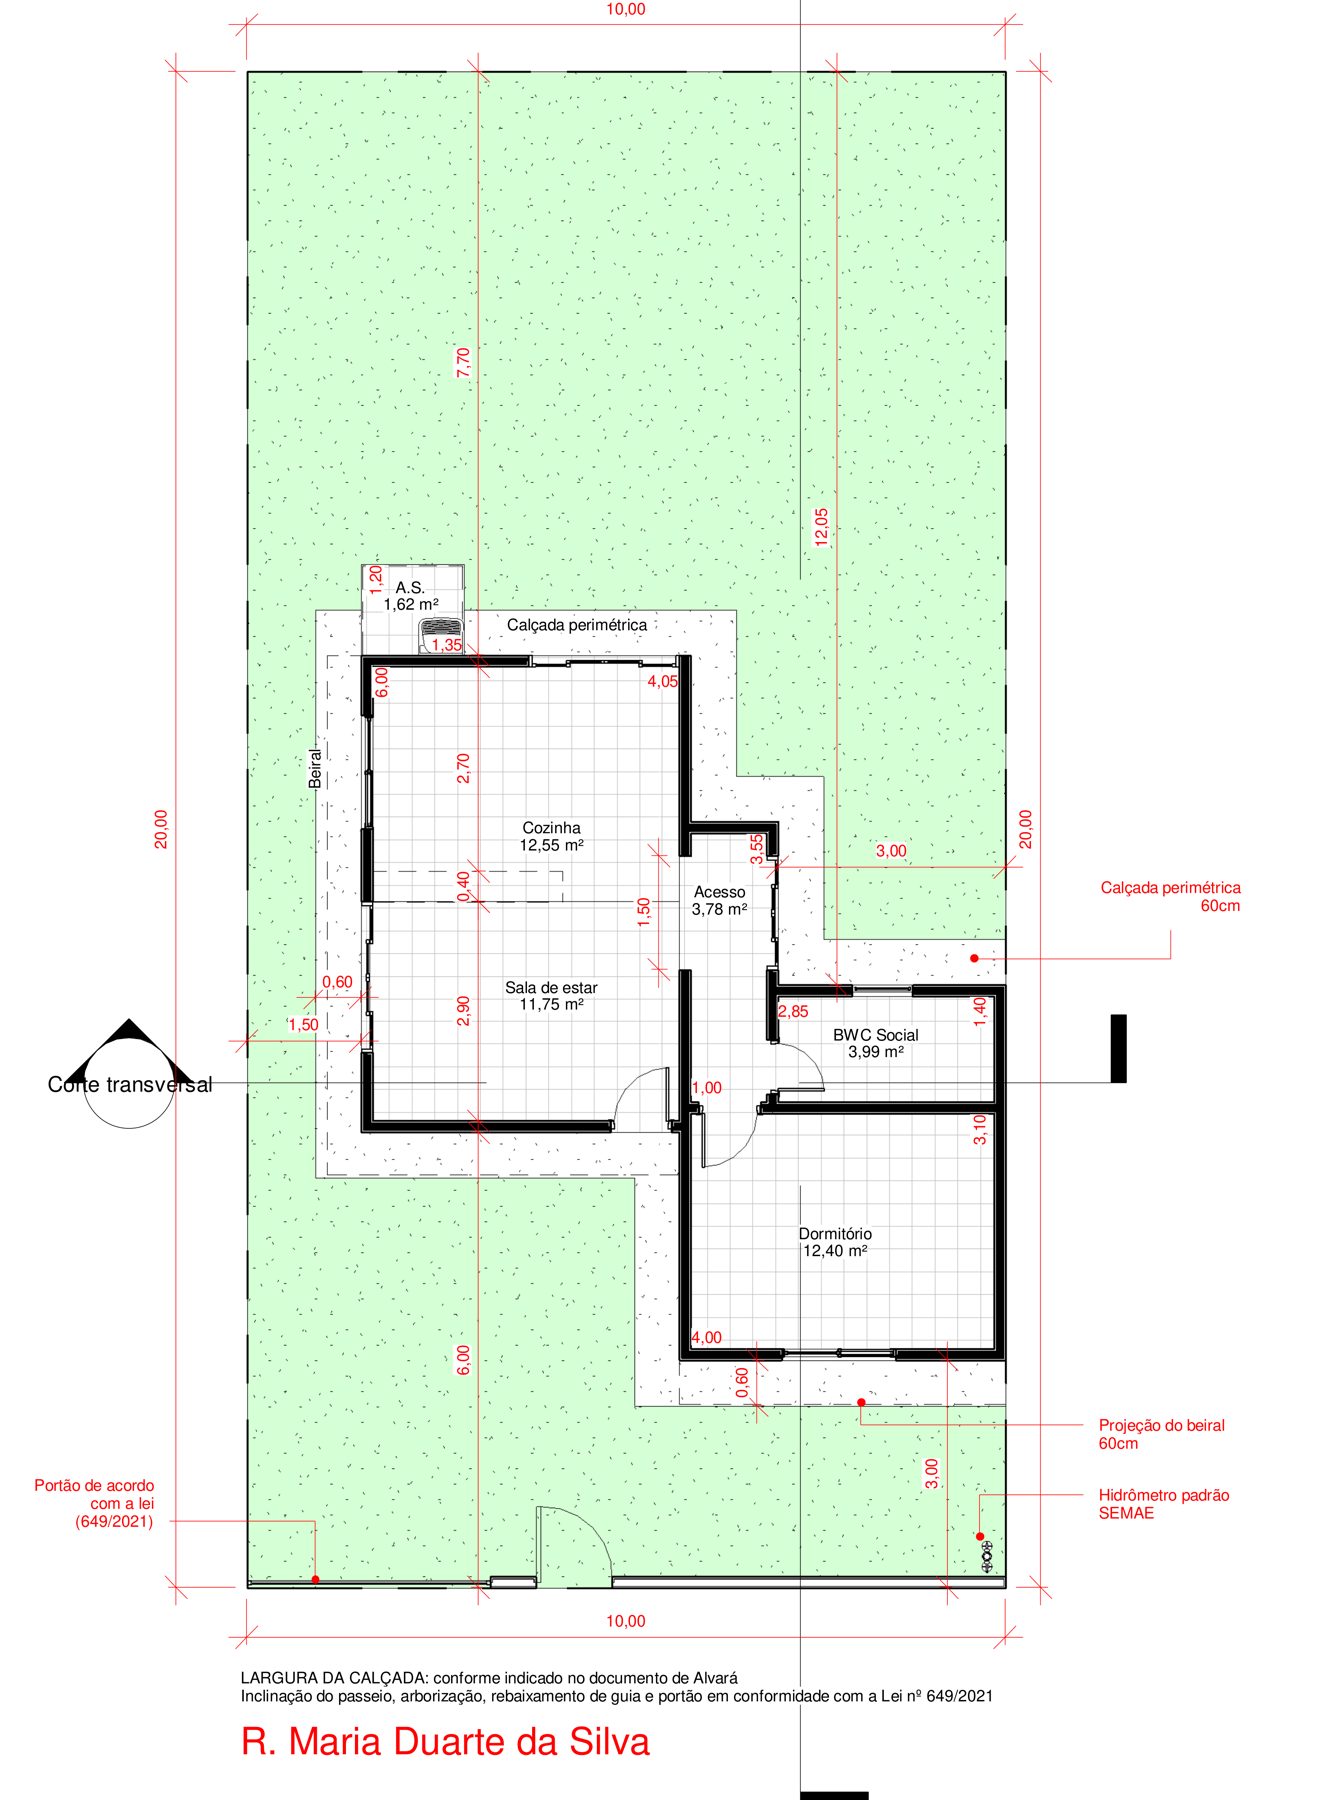 10,00
7,70
12,05
1,20
A.S.
1,62 m²
1,35
Calçada perimétrica
6,00
4,05
Beiral
2,70
20,00
20,00
Cozinha
12,55 m²
3,55
3,00
0,40
Acesso
3,78 m²
1,50
Calçada perimétrica
60cm
0,60
Sala de estar
11,75 m²
2,90
1,50
2,85
1,40
BWC Social
3,99 m²
Corte transversal
1,00
3,10
Dormitório
12,40 m²
4,00
6,00
0,60
Projeção do beiral
60cm
3,00
Portão de acordo
com a lei
(649/2021)
Hidrômetro padrão
SEMAE
10,00
LARGURA DA CALÇADA: conforme indicado no documento de Alvará
Inclinação do passeio, arborização, rebaixamento de guia e portão em conformidade com a Lei nº 649/2021
R. Maria Duarte da Silva